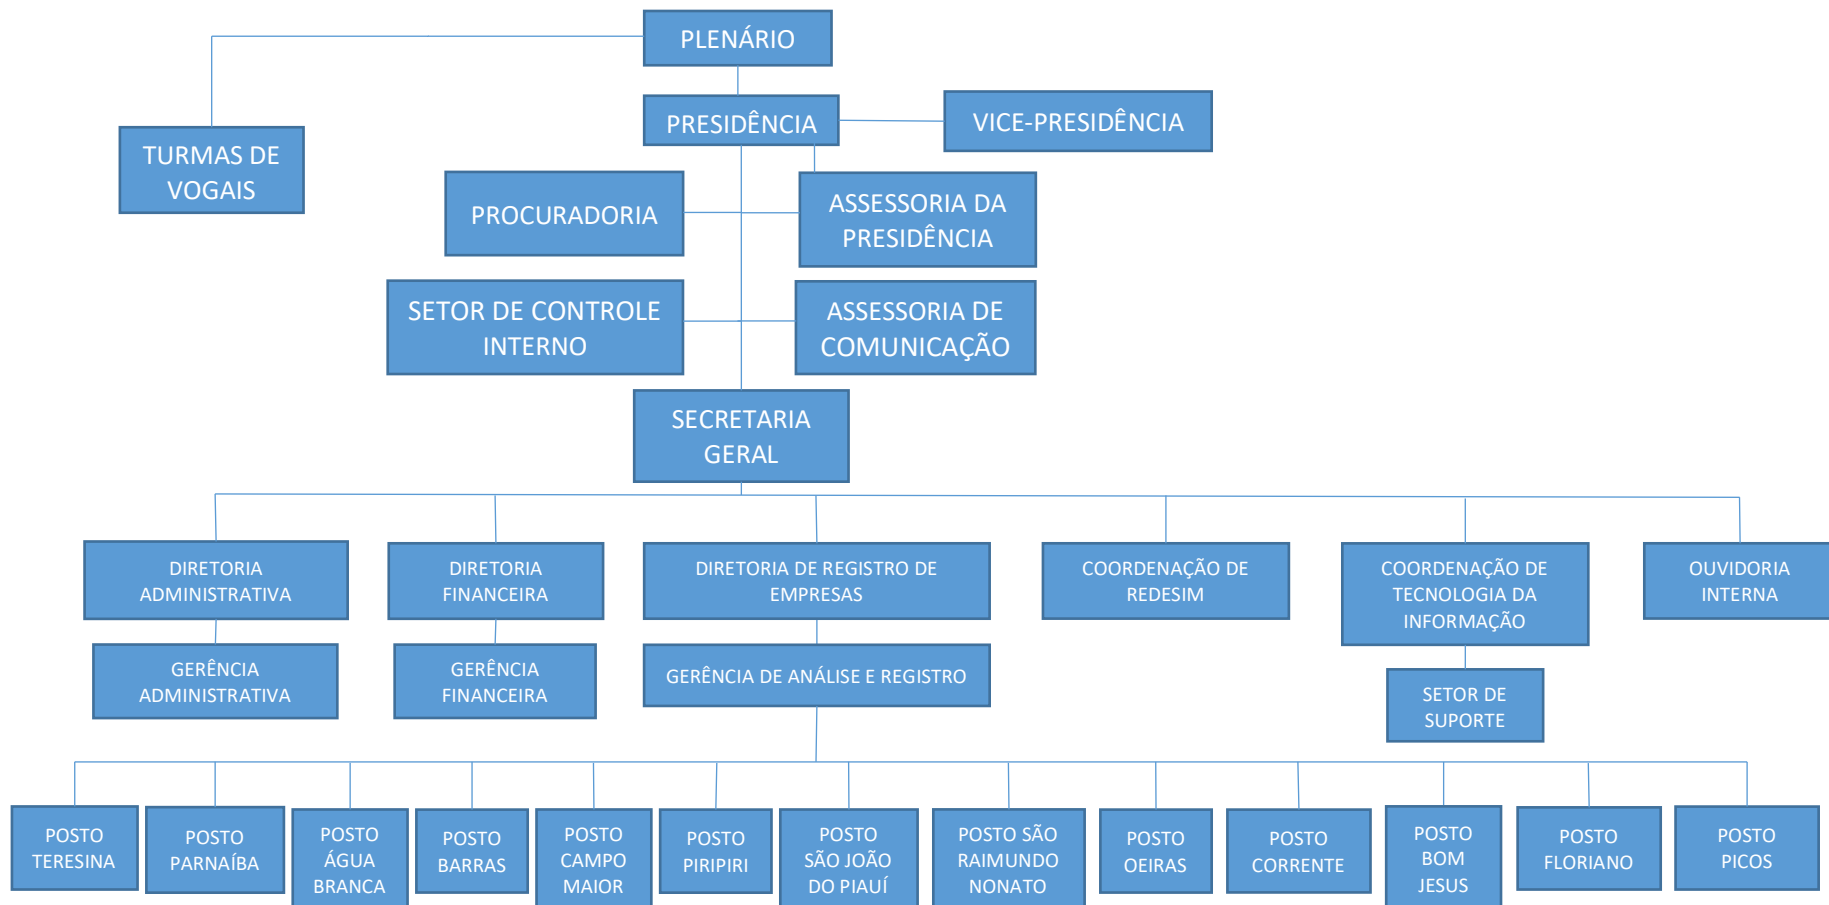 PLENÁRIO
PRESIDÊNCIA
VICE-PRESIDÊNCIA
TURMAS DE
VOGAIS
PROCURADORIA
ASSESSORIA DA
PRESIDÊNCIA
SETOR DE CONTROLE
INTERNO
ASSESSORIA DE
COMUNICAÇÃO
SECRETARIA
GERAL
DIRETORIA
ADMINISTRATIVA
DIRETORIA
FINANCEIRA
DIRETORIA DE REGISTRO DE
EMPRESAS
COORDENAÇÃO DE
REDESIM
COORDENAÇÃO DE
TECNOLOGIA DA
INFORMAÇÃO
OUVIDORIA
INTERNA
GERÊNCIA
ADMINISTRATIVA
GERÊNCIA
FINANCEIRA
GERÊNCIA DE ANÁLISE E REGISTRO
SETOR DE
SUPORTE
POSTO
TERESINA
POSTO
PARNAÍBA
POSTO
ÁGUA
BRANCA
POSTO
BARRAS
POSTO
CAMPO
MAIOR
POSTO
PIRIPIRI
POSTO
SÃO JOÃO
DO PIAUÍ
POSTO SÃO
RAIMUNDO
NONATO
POSTO
OEIRAS
POSTO
CORRENTE
POSTO
BOM
JESUS
POSTO
FLORIANO
POSTO
PICOS